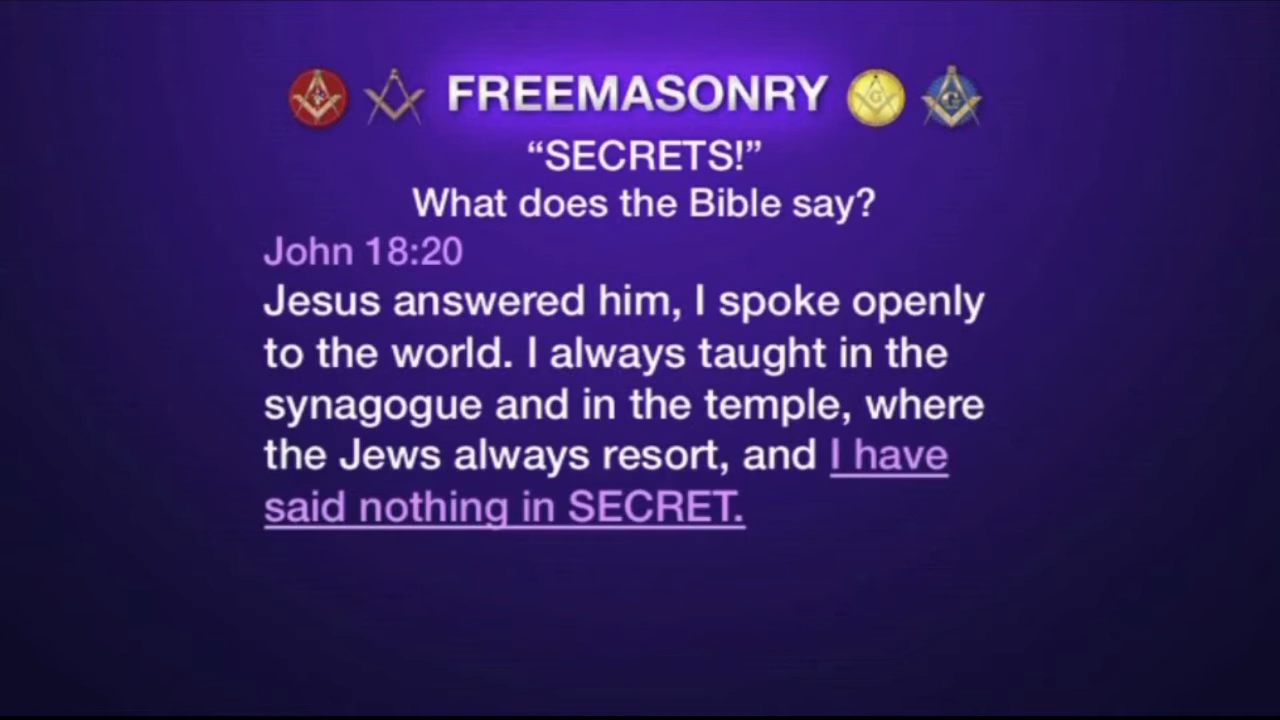 FREEMASONRY
“SECRETS!”
What does the Bible say?
John 18:20
Jesus answered him, I spoke openly
to the world. I always taught in the
synagogue and in the temple, where
the Jews always resort, and I have
said nothing in SECRET.